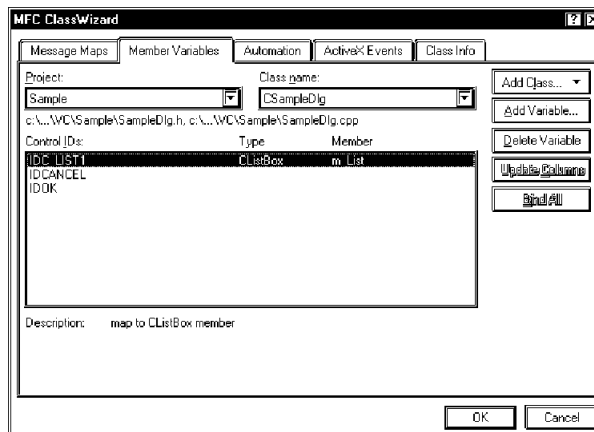 MFC ClassWizard
Message Maps Member Variables Automation ActiveX Events Class Info
Project: Class name:
Sample CSampleDlg
Add Class...
c:\...\VC\Sample\SampleDlg.h, c:\...\VC\Sample\SampleDlg.cpp
Add Variable...
Control IDs: Type Member
Delete Variable
IDC_LIST1 CListBox m_List
IDCANCEL
Update Columns
IDOK
Bind All
Description: map to CListBox member
OK Cancel